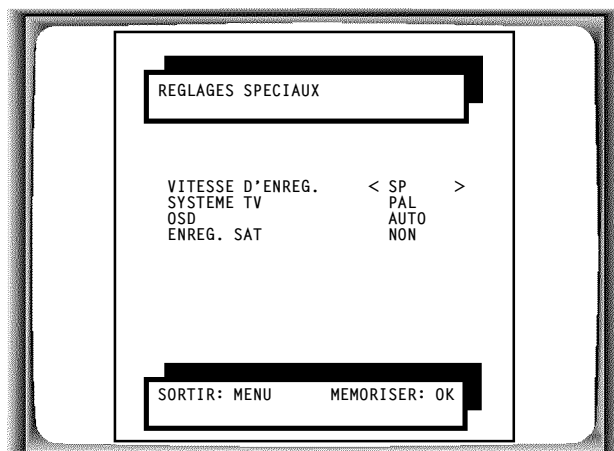 REGLAGES SPECIAUX
VITESSE D'ENREG. < SP >
SYSTEME TV PAL
OSD AUTO
ENREG. SAT NON
SORTIR: MENU MEMORISER: OK